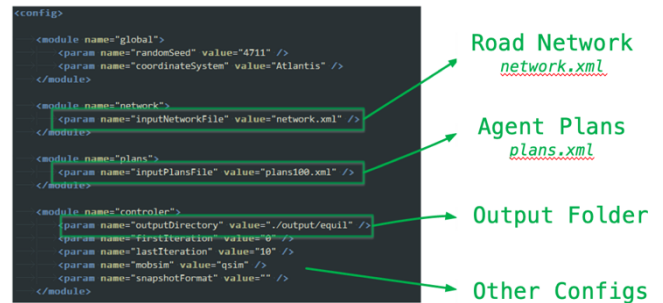 <config>
<module name="global">
<param name="randomSeed" value="4711" />
<param name="coordinateSystem" value="Atlantis" />
</module>
<module name="network">
<param name="inputNetworkFile" value="network.xml" />
</module>
<module name="plans">
<param name="inputPlansFile" value="plans100.xml" />
</module>
<module name="controler">
<param name="outputDirectory" value="./output/equil" />
<param name="firstIteration" value="0" />
<param name="lastIteration" value="10" />
<param name="mobsim" value="qsim" />
<param name="snapshotFormat" value="" />
</module>
Road Network
network.xml
Agent Plans
plans.xml
Output Folder
Other Configs